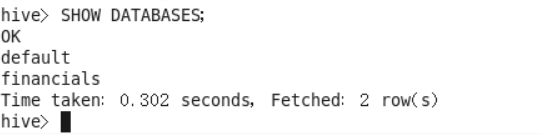 hive> SHOW DATABASES;
OK
default
financials
Time taken: 0.302 seconds, Fetched: 2 row(s)
hive>